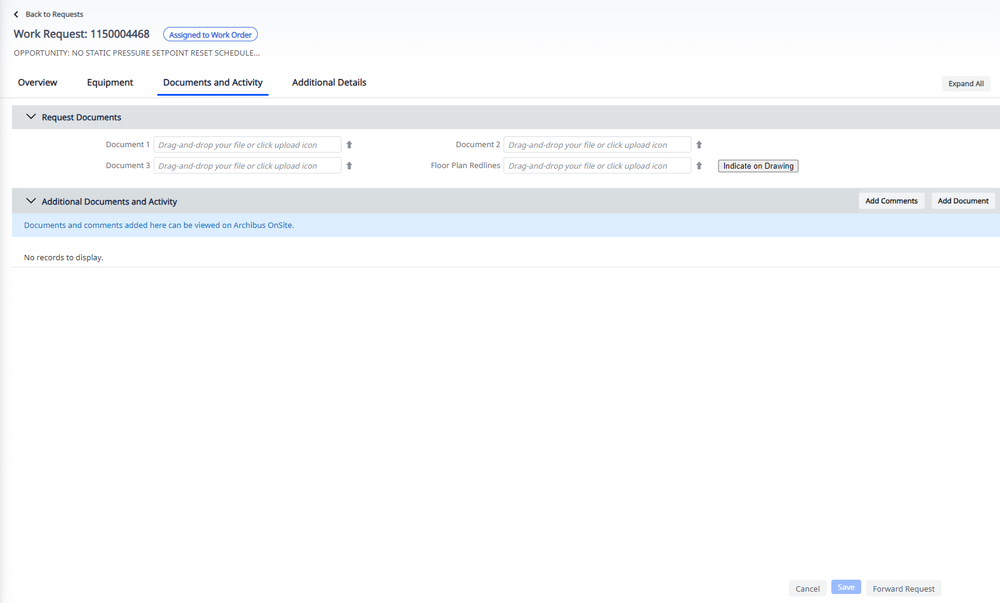 Back to Requests
Work Request: 1150004468 Assigned to Work Order
OPPORTUNITY: NO STATIC PRESSURE SETPOINT RESET SCHEDULE...
Overview Equipment Documents and Activity Additional Details Expand All
Request Documents
Document 1 Drag-and-drop your file or click upload icon Document 2 Drag-and-drop your file or click upload icon
Document 3 Drag-and-drop your file or click upload icon Floor Plan Redlines Drag-and-drop your file or click upload icon Indicate on Drawing
Additional Documents and Activity Add Comments Add Document
Documents and comments added here can be viewed on Archibus OnSite.
No records to display.
Cancel Save Forward Request